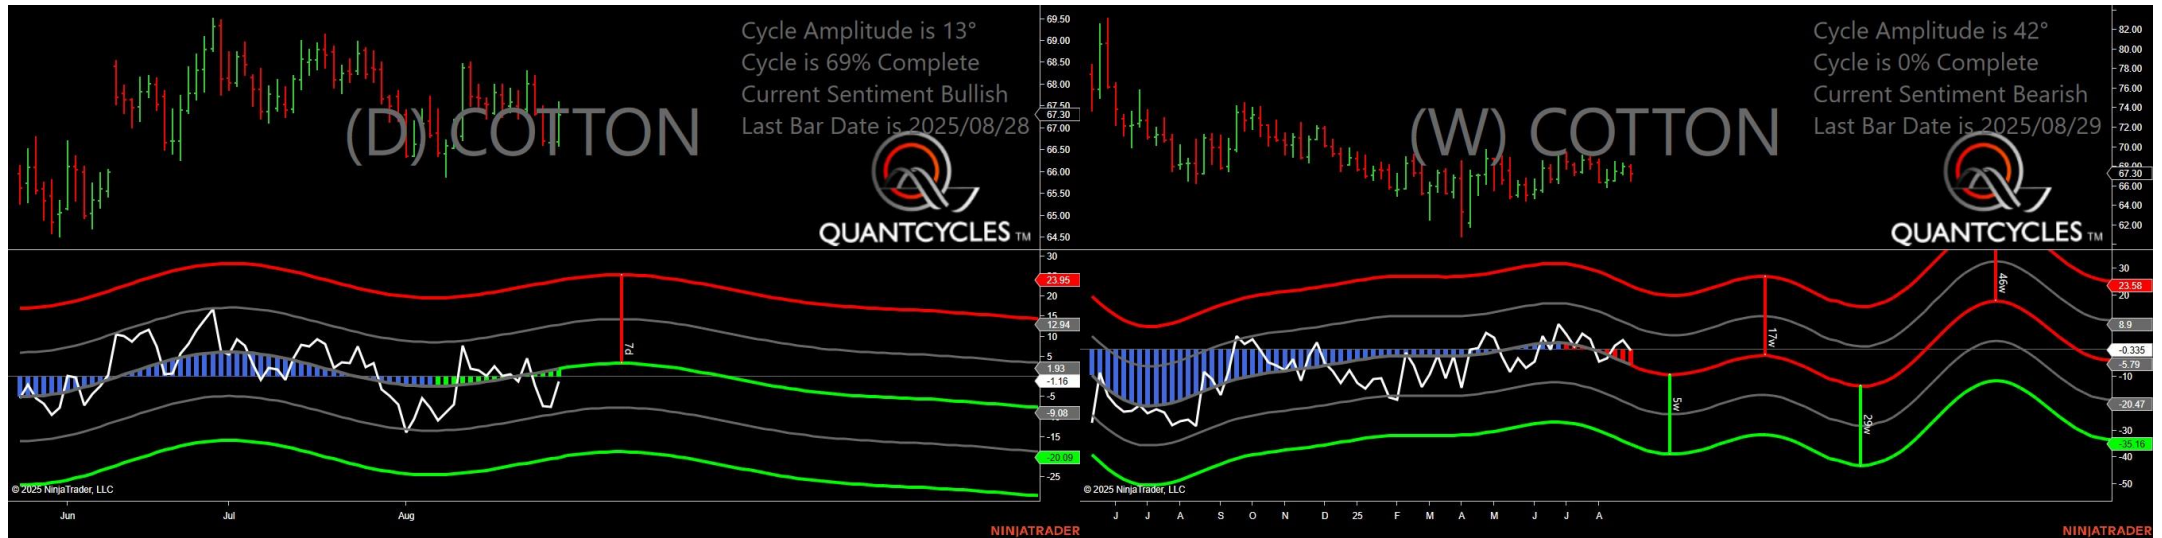 Cycle Amplitude is 13°
Cycle is 69% Complete
Current Sentiment Bullish
Last Bar Date is 2025/08/28
(D) COTTON
QUANTCYCLES TM
69.50
69.00
68.50
68.00
67.50
67.30
67.00
66.50
66.00
65.50
65.00
64.50
30
23.95
20
15
12.94
10
5
1.93
-1.16
-5
-9.08
-15
-20.09
-25
7d
© 2025 NinjaTrader, LLC
Jun
Jul
Aug
NINJATRADER
Cycle Amplitude is 42°
Cycle is 0% Complete
Current Sentiment Bearish
Last Bar Date is 2025/08/29
(W) COTTON
QUANTCYCLES TM
82.00
80.00
78.00
76.00
74.00
72.00
70.00
68.00
67.30
66.00
64.00
62.00
30
23.58
20
8.9
-0.335
-5.79
-10
-20.47
-30
-35.16
-40
-50
5w
17w
29w
46w
© 2025 NinjaTrader, LLC
J
J
A
S
O
N
D
25
F
M
A
M
J
J
A
NINJATRADER